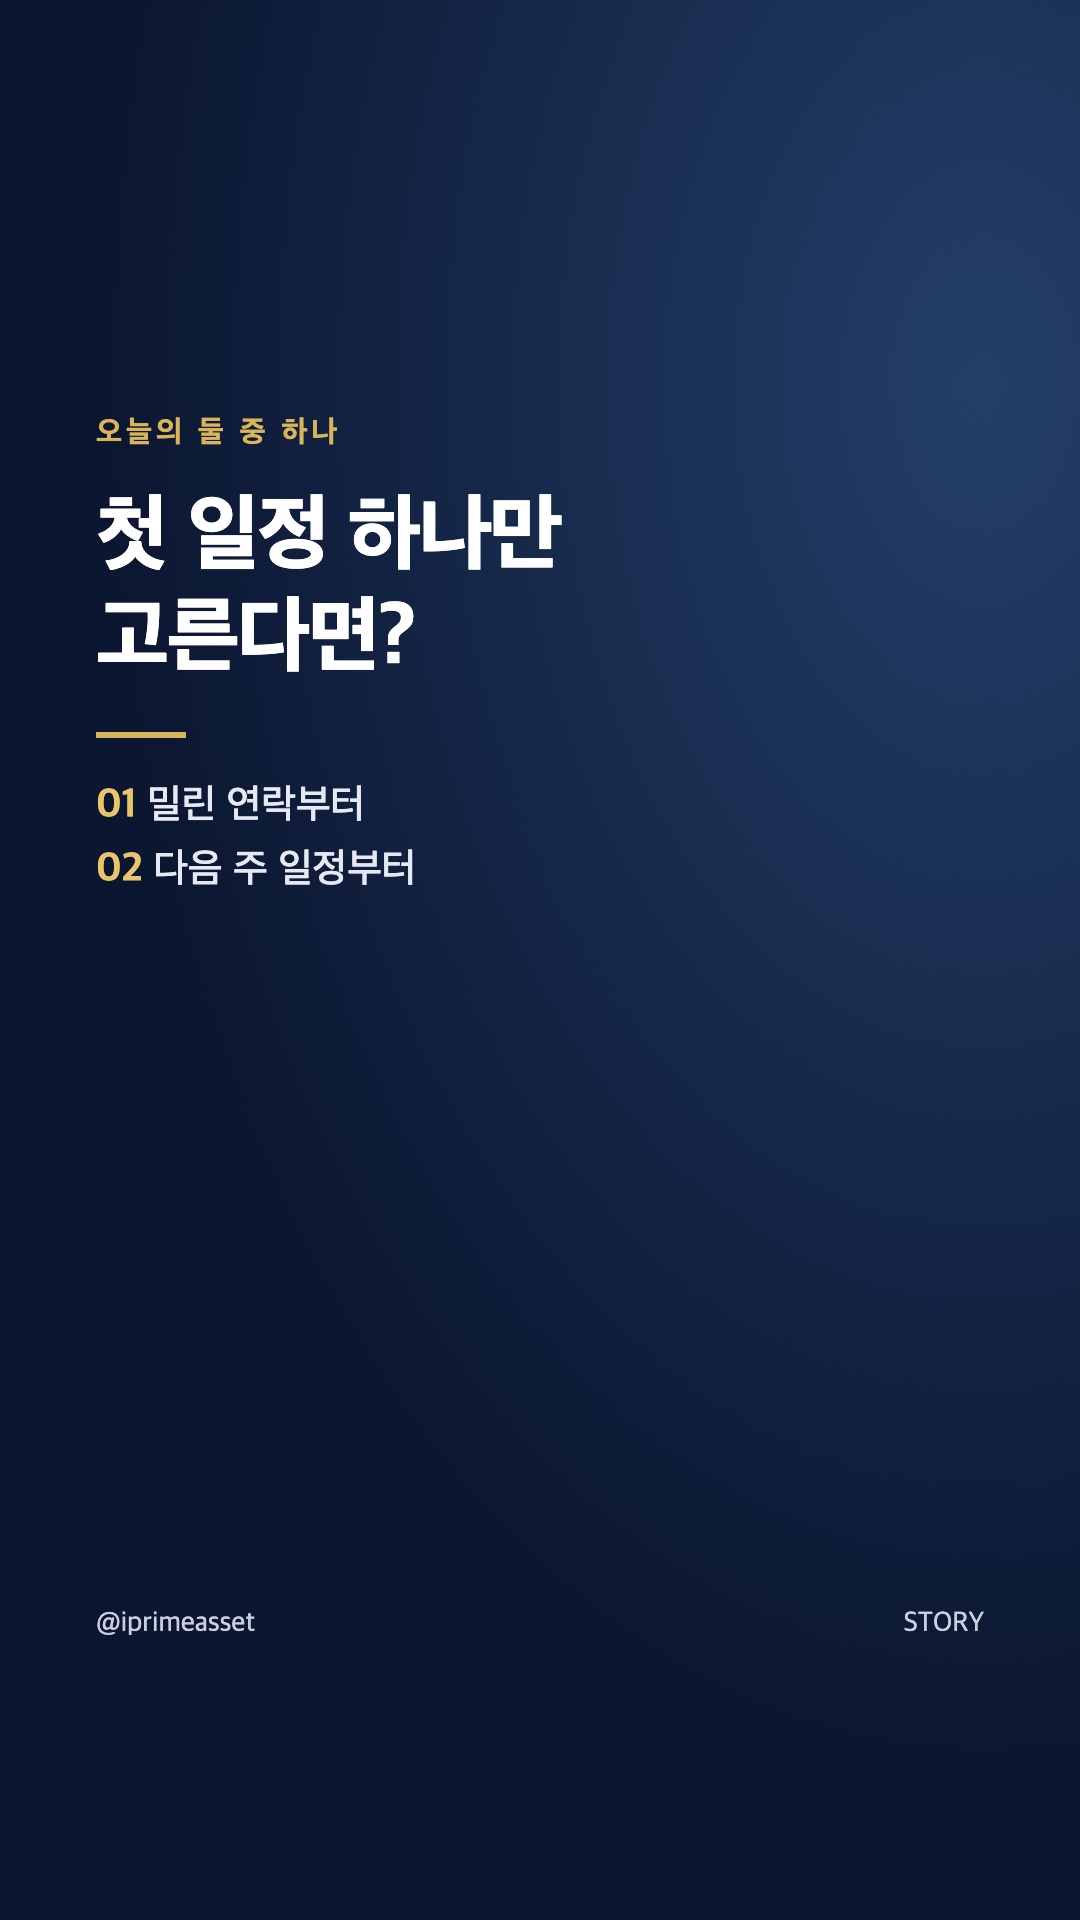 오늘의 둘 중 하나
첫 일정 하나만
고른다면?
01 밀린 연락부터
02 다음 주 일정부터
@iprimeasset
STORY